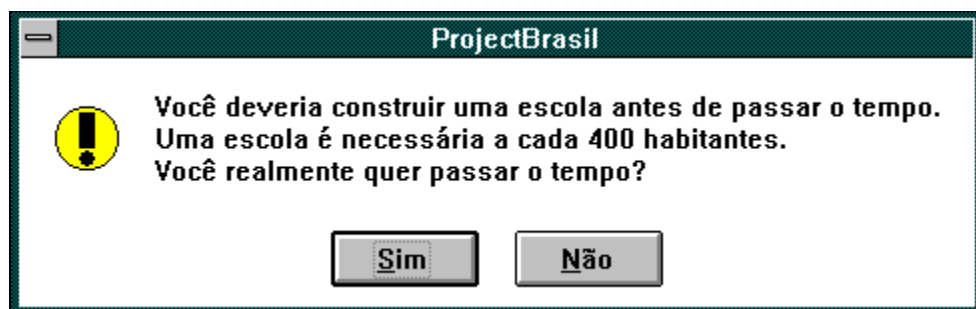 ProjectBrasil
Você deveria construir uma escola antes de passar o tempo.
Uma escola é necessária a cada 400 habitantes.
Você realmente quer passar o tempo?
Sim
Não